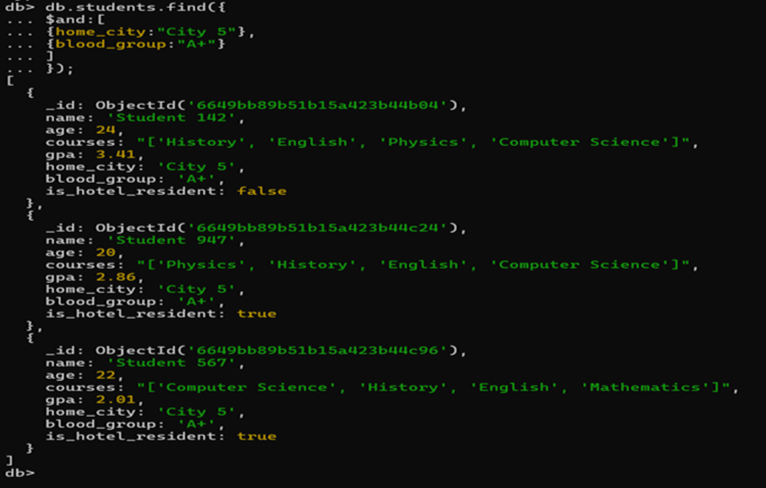 db> db.students.find({
... $and:[
... {home_city:"City 5"},
... {blood_group:"A+"}
... ]
... });
[
  {
    _id: ObjectId('6649bb89b51b15a423b44b04'),
    name: 'Student 142',
    age: 24,
    courses: "['History', 'English', 'Physics', 'Computer Science']",
    gpa: 3.41,
    home_city: 'City 5',
    blood_group: 'A+',
    is_hotel_resident: false
  },
  {
    _id: ObjectId('6649bb89b51b15a423b44c24'),
    name: 'Student 947',
    age: 20,
    courses: "['Physics', 'History', 'English', 'Computer Science']",
    gpa: 2.86,
    home_city: 'City 5',
    blood_group: 'A+',
    is_hotel_resident: true
  },
  {
    _id: ObjectId('6649bb89b51b15a423b44c96'),
    name: 'Student 567',
    age: 22,
    courses: "['Computer Science', 'History', 'English', 'Mathematics']",
    gpa: 2.01,
    home_city: 'City 5',
    blood_group: 'A+',
    is_hotel_resident: true
  }
]
db>